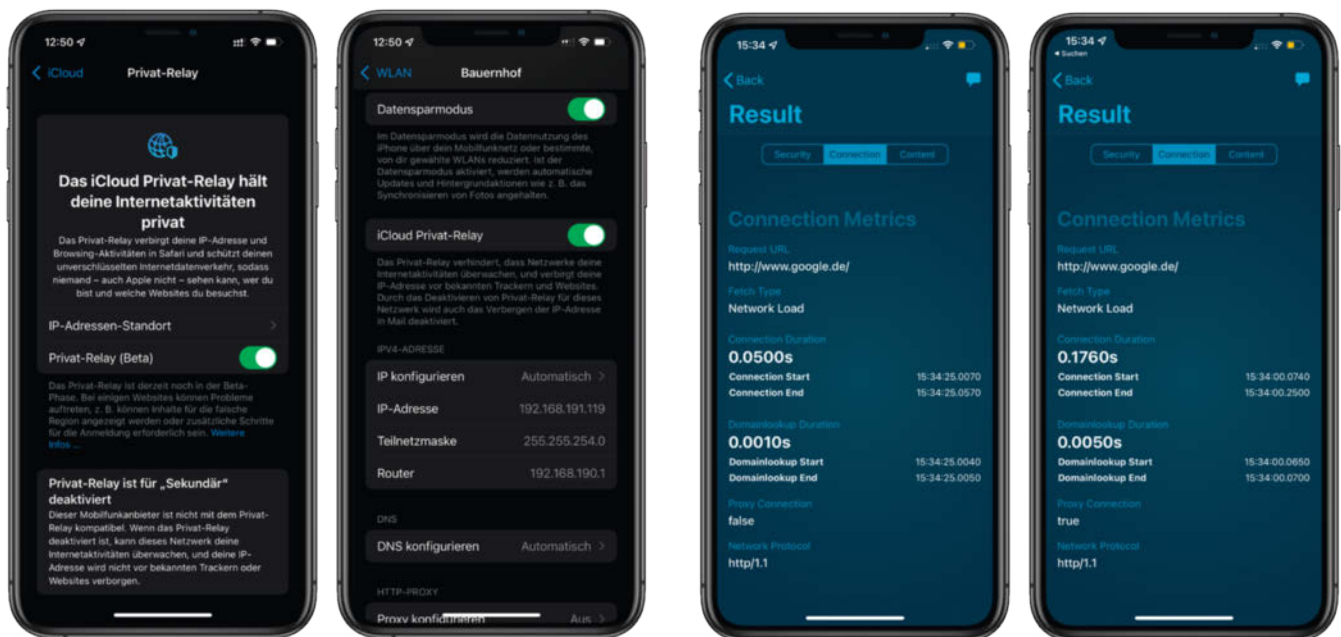 12:50
iCloud
Privat-Relay
Das iCloud Privat-Relay hält
deine Internetaktivitäten
privat
Das Privat-Relay verbirgt deine IP-Adresse und
Browsing-Aktivitäten in Safari und schützt deinen
unverschlüsselten Internetdatenverkehr, sodass
niemand – auch Apple nicht – sehen kann, wer du
bist und welche Websites du besuchst.
IP-Adressen-Standort
Privat-Relay (Beta)
Das Privat-Relay ist derzeit noch in der Beta-
Phase. Bei einigen Websites können Probleme
auftreten, z. B. können Inhalte für die falsche
Region angezeigt werden oder zusätzliche Schritte
für die Anmeldung erforderlich sein. Weitere
Infos ...
Privat-Relay ist für „Sekundär“
deaktiviert
Dieser Mobilfunkanbieter ist nicht mit dem Privat-
Relay kompatibel. Wenn das Privat-Relay
deaktiviert ist, kann dieses Netzwerk deine
Internetaktivitäten überwachen, und deine IP-
Adresse wird nicht vor bekannten Trackern oder
Websites verborgen.
12:50
WLAN
Bauernhof
Datensparmodus
Im Datensparmodus wird die Datennutzung des
iPhone über dein Mobilfunknetz oder bestimmte,
von dir gewählte WLANs reduziert. Ist der
Datensparmodus aktiviert, werden automatische
Updates und Hintergrundaktionen wie z. B. das
Synchronisieren von Fotos angehalten.
iCloud Privat-Relay
Das Privat-Relay verhindert, dass Netzwerke deine
Internetaktivitäten überwachen, und verbirgt deine
IP-Adresse vor bekannten Trackern und Websites.
Durch das Deaktivieren von Privat-Relay für dieses
Netzwerk wird auch das Verbergen der IP-Adresse
in Mail deaktiviert.
IPV4-ADRESSE
IP konfigurieren Automatisch
IP-Adresse 192.168.191.119
Teilnetzmaske 255.255.254.0
Router 192.168.190.1
DNS
DNS konfigurieren Automatisch
HTTP-PROXY
Proxy konfigurieren Aus
15:34
Back
Result
Security Connection Content
Connection Metrics
Request URL
http://www.google.de/
Fetch Type
Network Load
Connection Duration
0.0500s
Connection Start 15:34:25.0070
Connection End 15:34:25.0570
Domainlookup Duration
0.0010s
Domainlookup Start 15:34:25.0040
Domainlookup End 15:34:25.0050
Proxy Connection
false
Network Protocol
http/1.1
15:34
Suchen
Back
Result
Security Connection Content
Connection Metrics
Request URL
http://www.google.de/
Fetch Type
Network Load
Connection Duration
0.1760s
Connection Start 15:34:00.0740
Connection End 15:34:00.2500
Domainlookup Duration
0.0050s
Domainlookup Start 15:34:00.0650
Domainlookup End 15:34:00.0700
Proxy Connection
true
Network Protocol
http/1.1